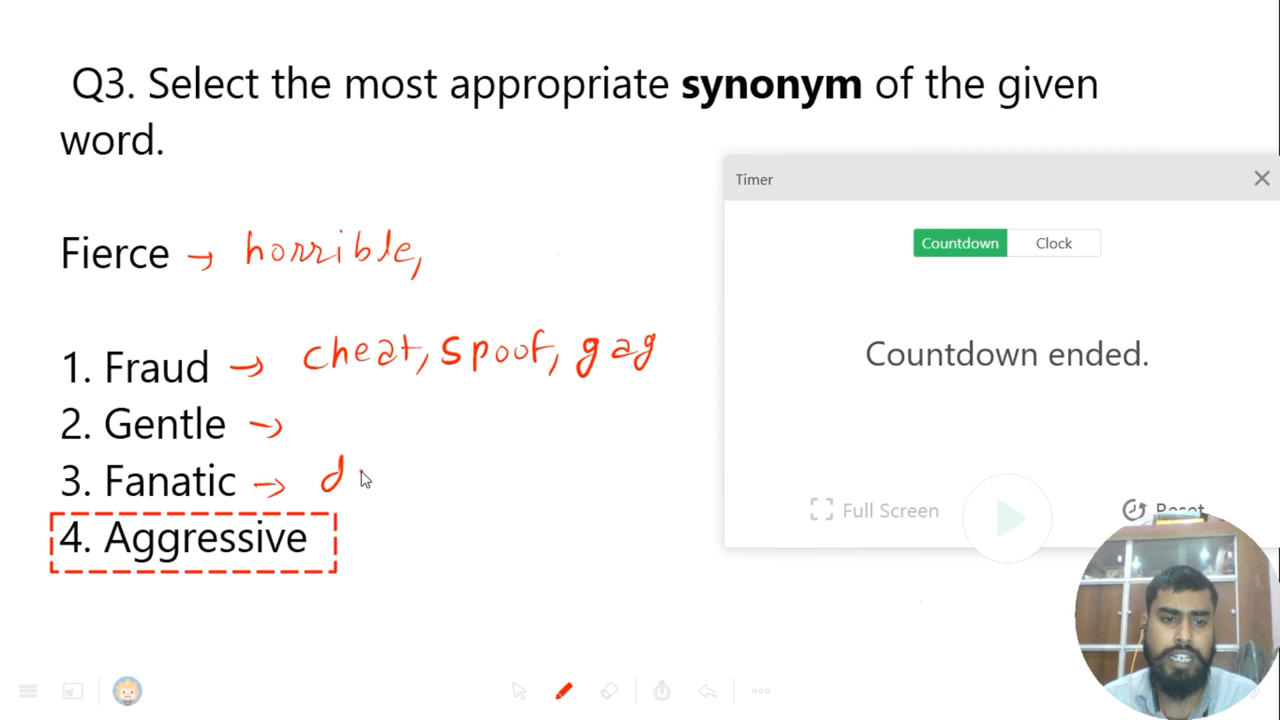 Q3. Select the most appropriate synonym of the given
word.
Timer
Fierce → horrible,
Countdown Clock
1. Fraud → cheat, spoof, gag
Countdown ended.
2. Gentle →
3. Fanatic → d
Full Screen
Reset
4. Aggressive